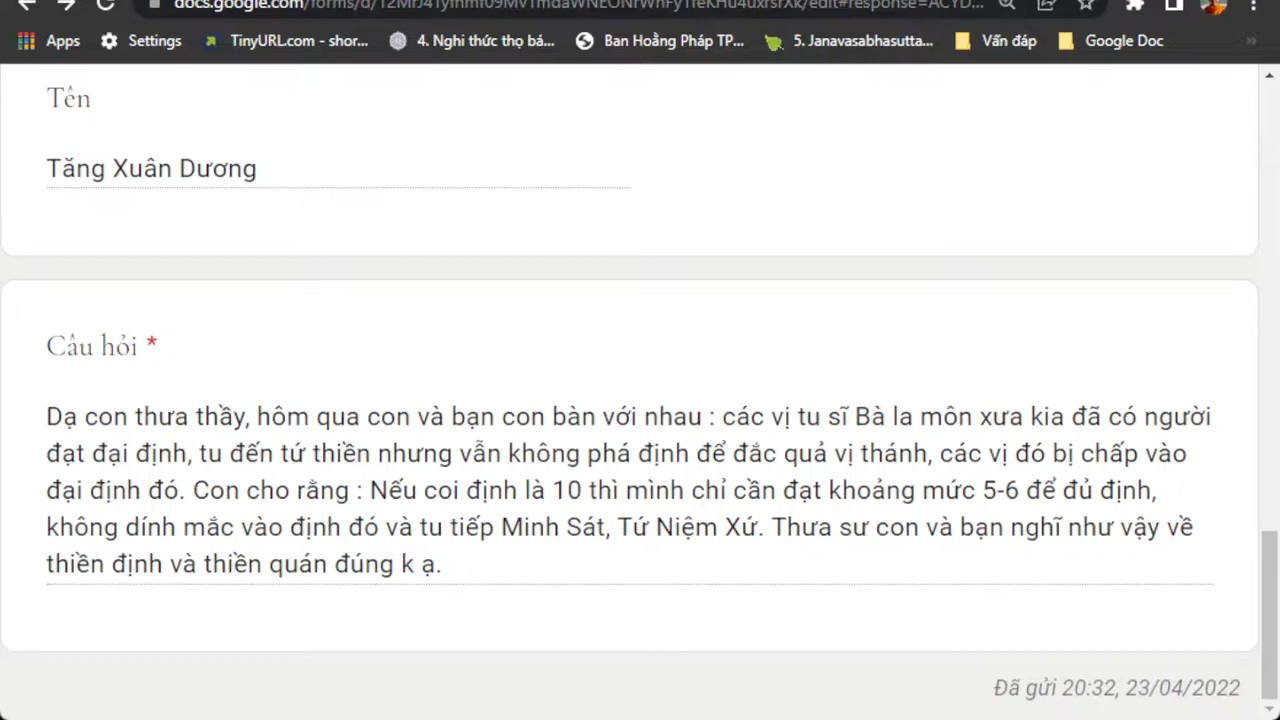 Apps Settings TinyURL.com - shor... 4. Nghi thức thọ bá... Ban Hoằng Pháp TP... 5. Janavasabhasutta... Vấn đáp Google Doc
Tên
Tăng Xuân Dương
Câu hỏi *
Dạ con thưa thầy, hôm qua con và bạn con bàn với nhau : các vị tu sĩ Bà la môn xưa kia đã có người
đạt đại định, tu đến tứ thiền nhưng vẫn không phá định để đắc quả vị thánh, các vị đó bị chấp vào
đại định đó. Con cho rằng : Nếu coi định là 10 thì mình chỉ cần đạt khoảng mức 5-6 để đủ định,
không dính mắc vào định đó và tu tiếp Minh Sát, Tứ Niệm Xứ. Thưa sư con và bạn nghĩ như vậy về
thiền định và thiền quán đúng k ạ.
Đã gửi 20:32, 23/04/2022